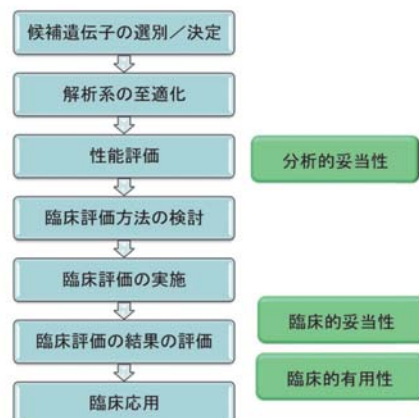 候補遺伝子の選別／決定
解析系の至適化
性能評価
分析的妥当性
臨床評価方法の検討
臨床評価の実施
臨床的妥当性
臨床評価の結果の評価
臨床的有用性
臨床応用